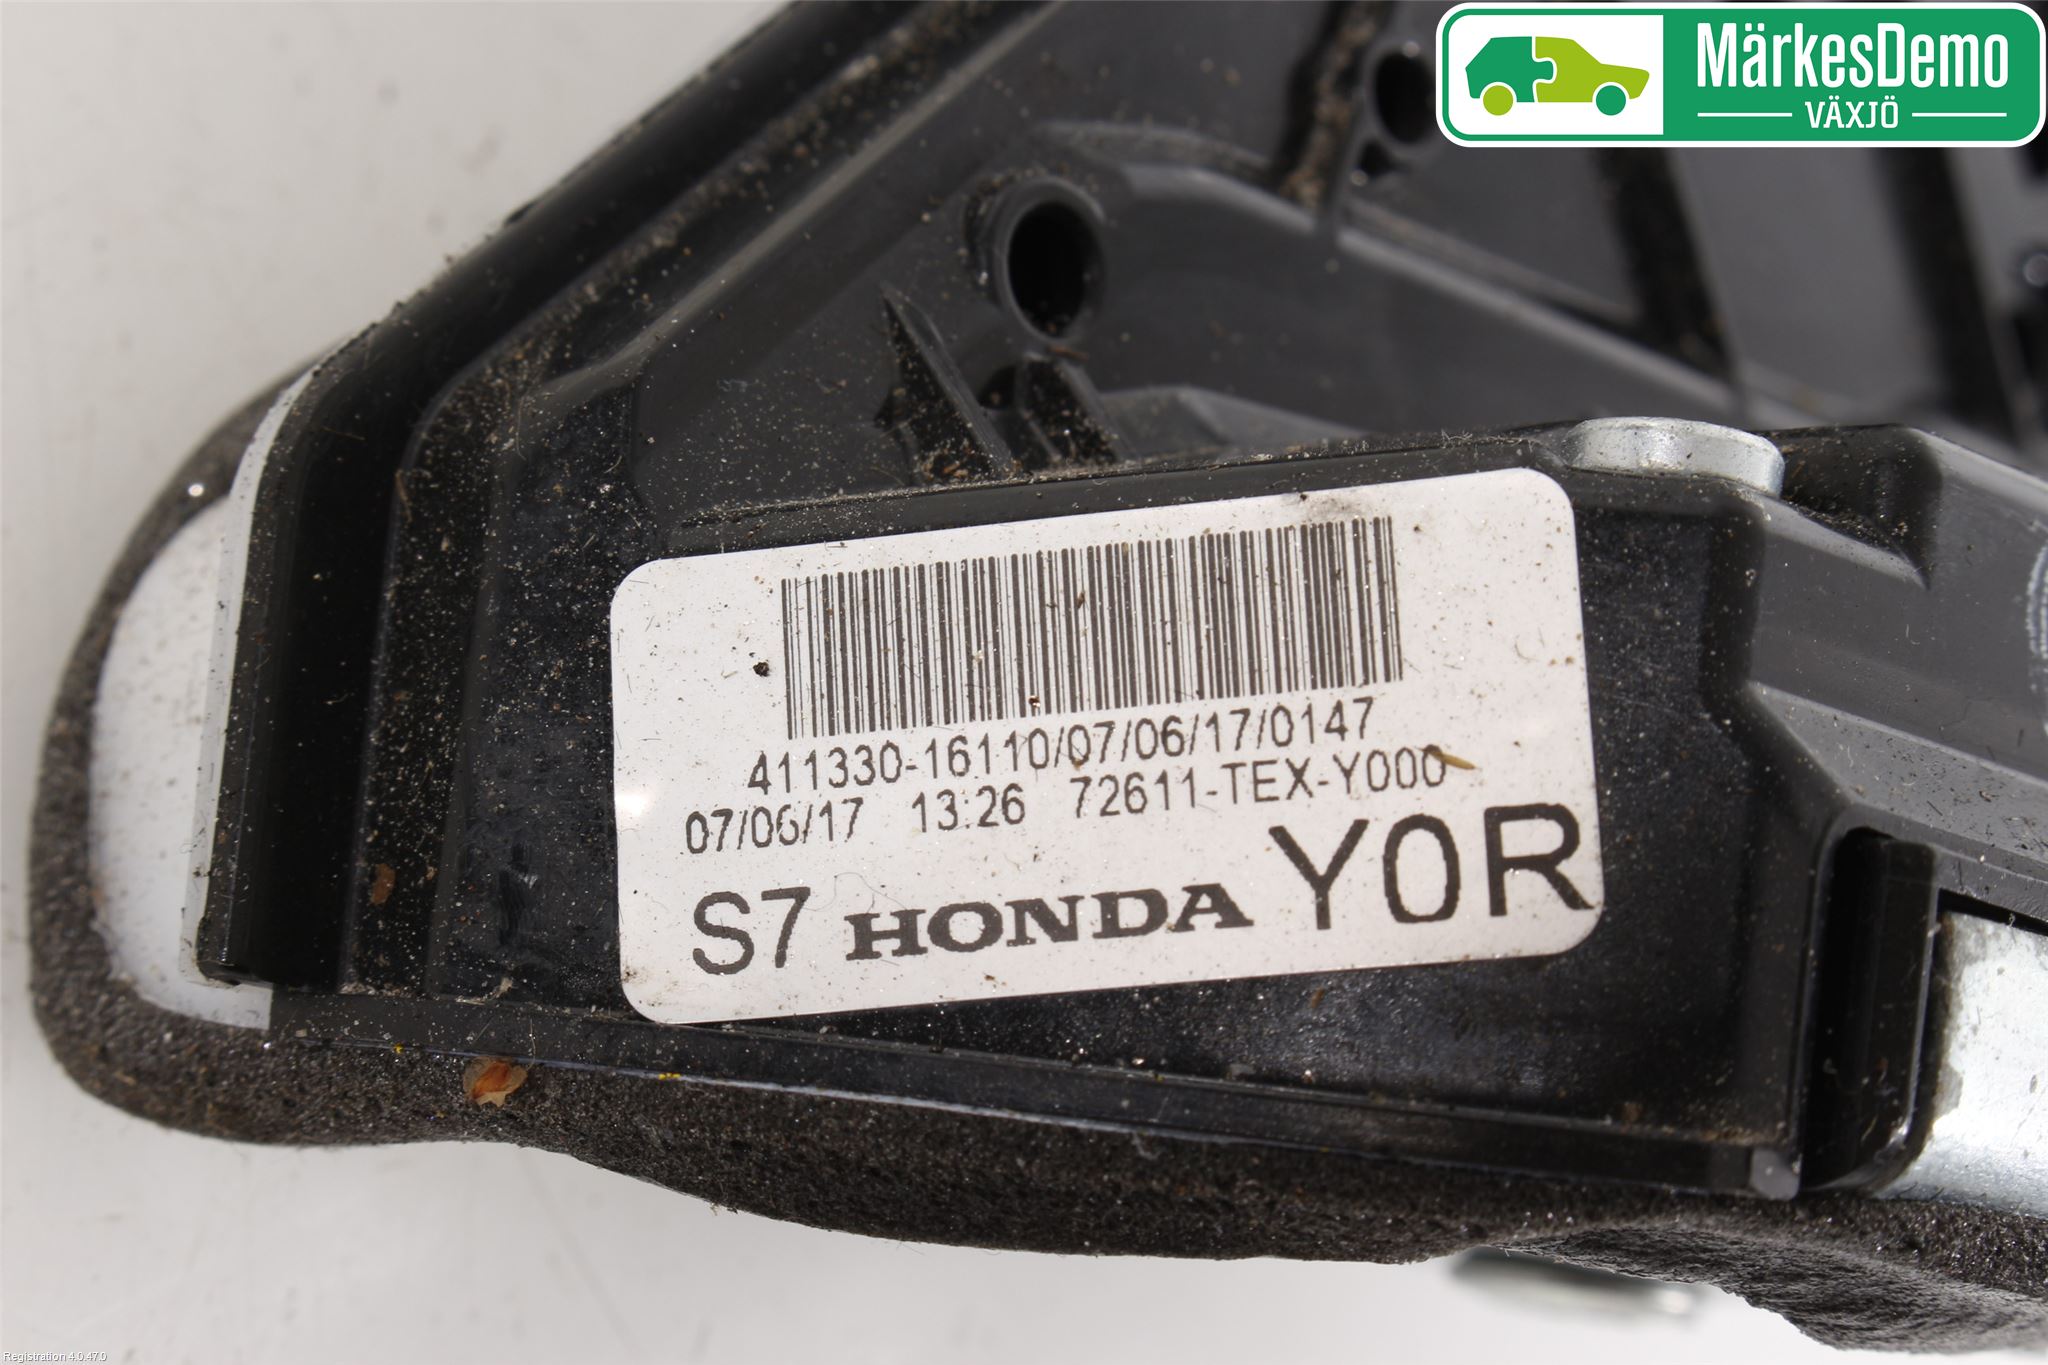 MärkesDemo
VÄXJÖ
411330-16110/07/06/17/0147
07/06/17 13:26 72611-TEX-Y000
S7 HONDA Y0R
Registration 4.0.47.0